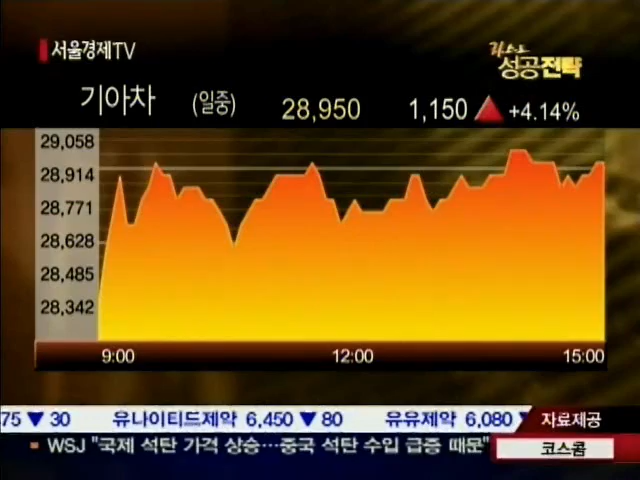 서울경제TV
성공전략
기아차 (일중) 28,950 1,150 ▲ +4.14%
29,058
28,914
28,771
28,628
28,485
28,342
9:00 12:00 15:00
75 ▼ 30 유나이티드제약 6,450 ▼ 80 유유제약 6,080 ▼
자료제공
WSJ "국제 석탄 가격 상승…중국 석탄 수입 급증 때문"
코스콤